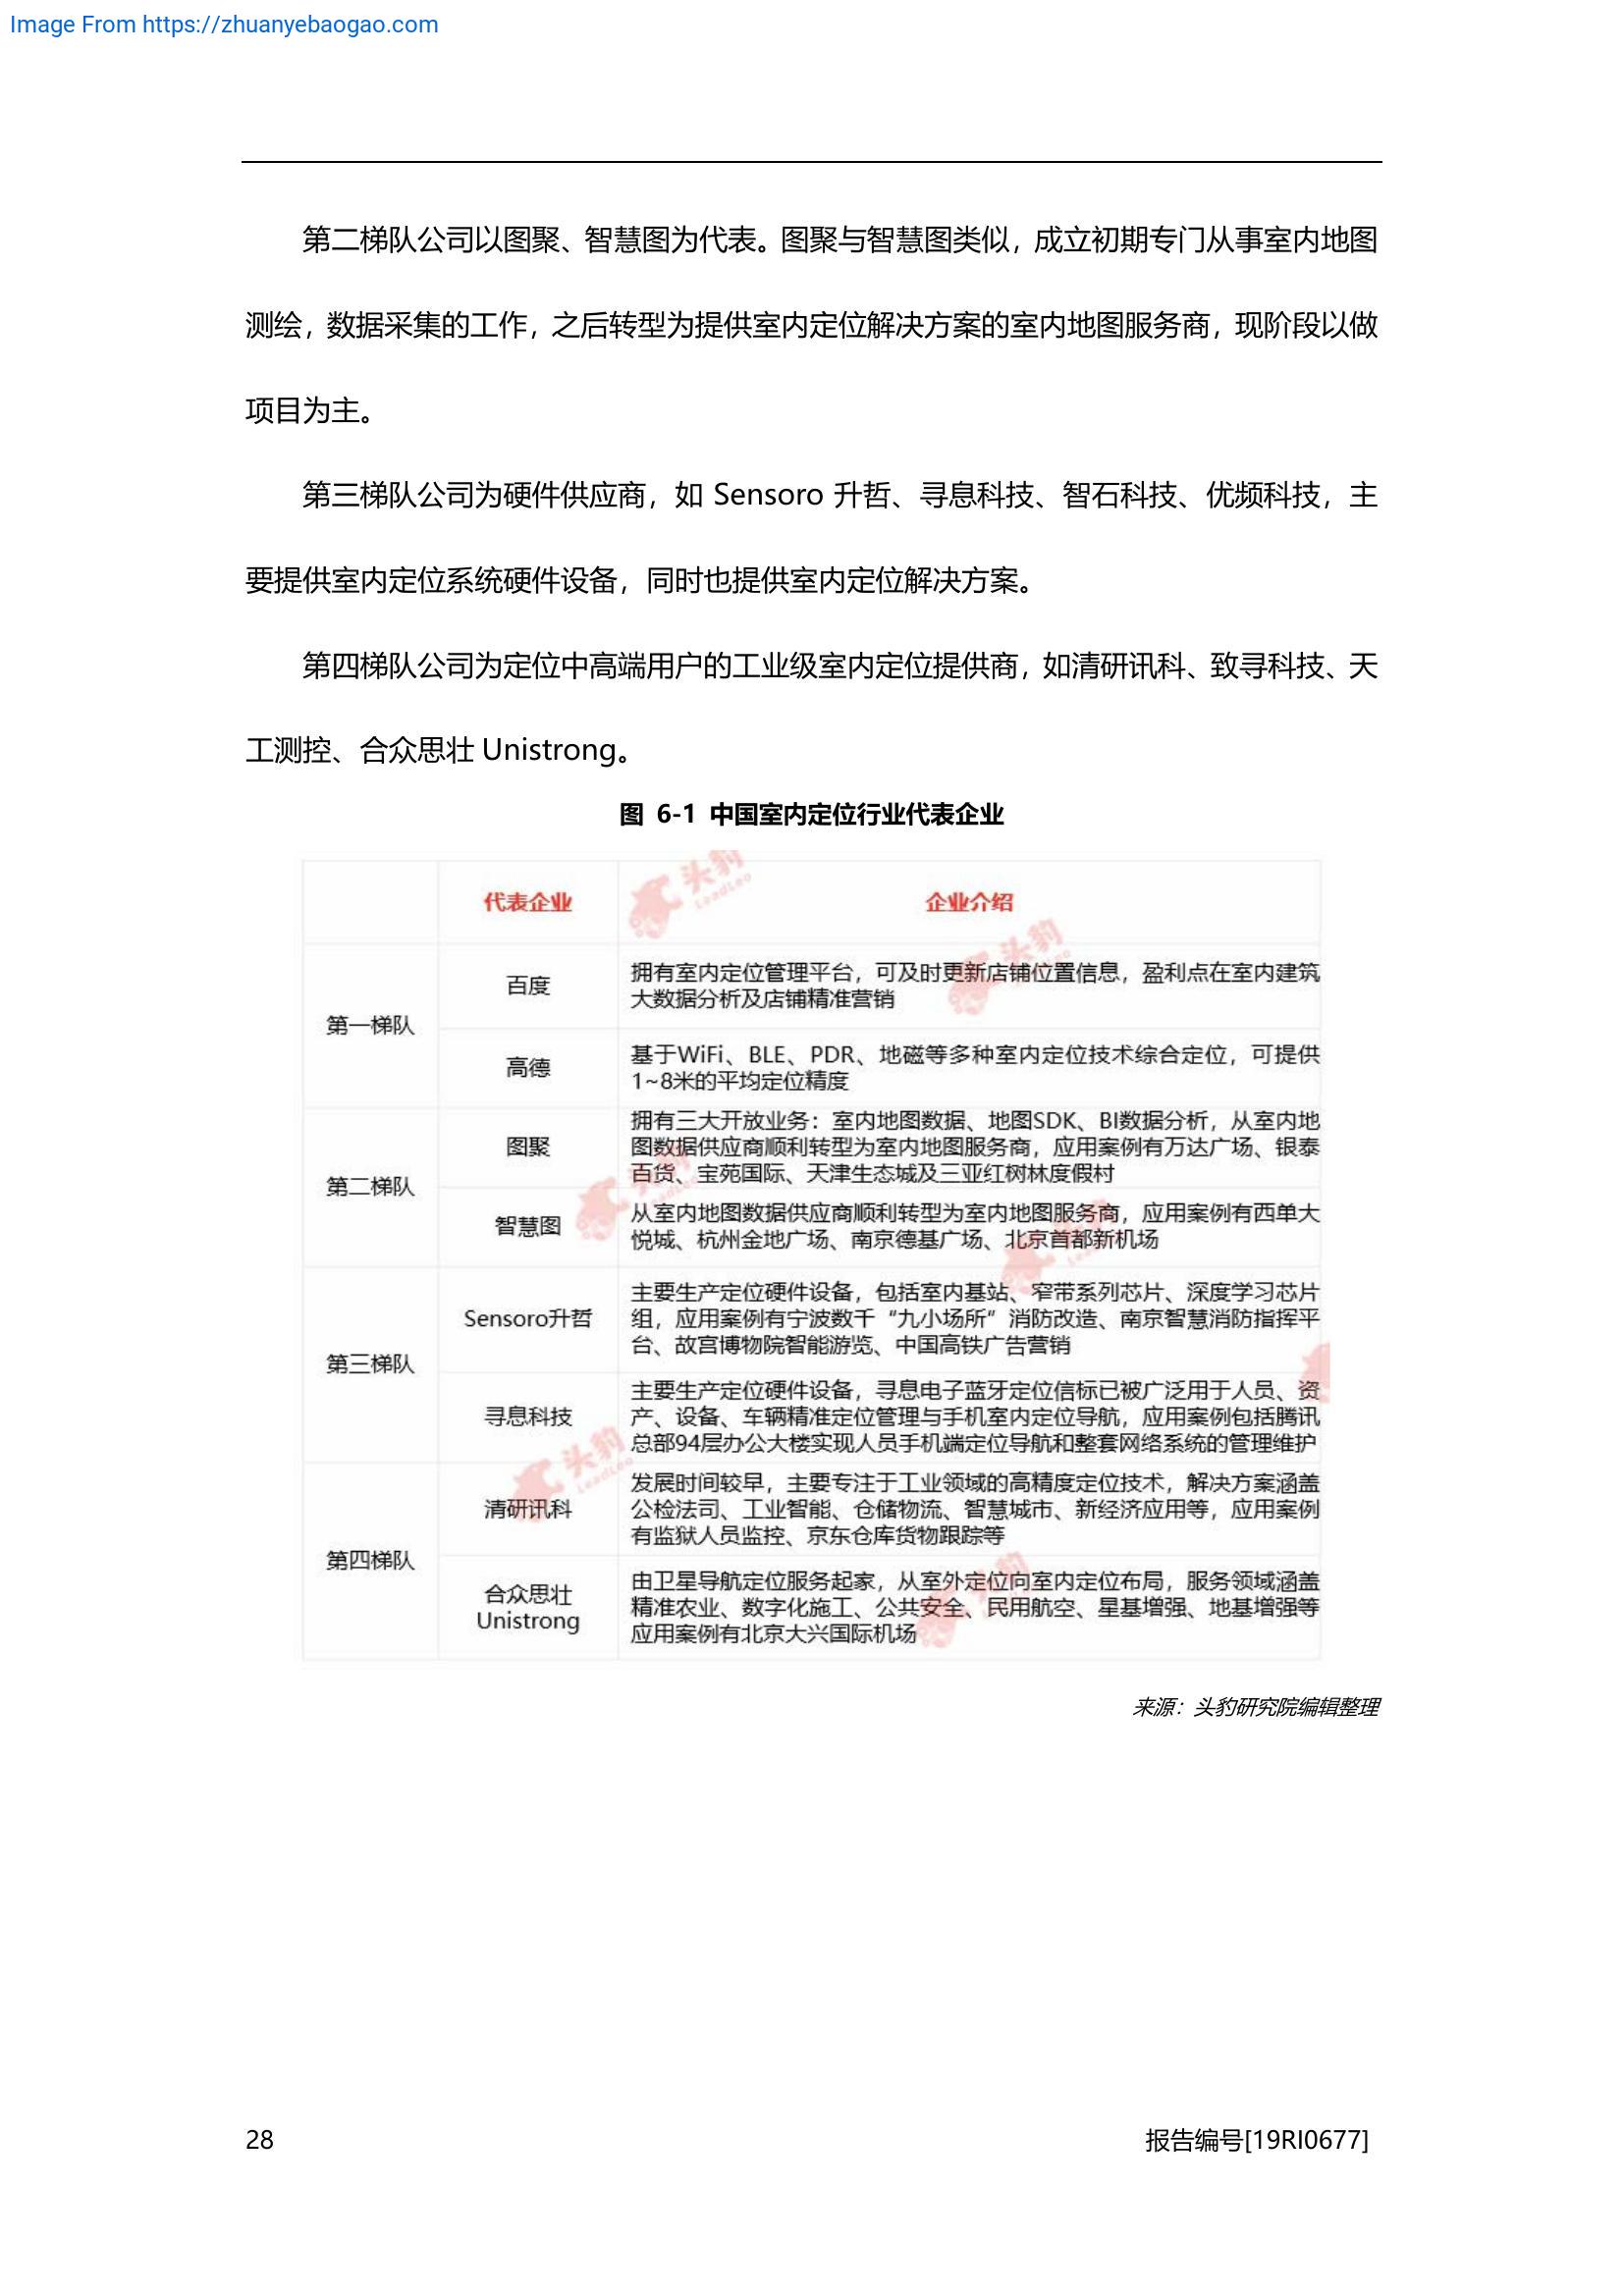 Image From https://zhuanyebaogao.com
第二梯队公司以图聚、智慧图为代表。图聚与智慧图类似，成立初期专门从事室内地图
测绘，数据采集的工作，之后转型为提供室内定位解决方案的室内地图服务商，现阶段以做
项目为主。
第三梯队公司为硬件供应商，如 Sensoro 升哲、寻息科技、智石科技、优频科技，主
要提供室内定位系统硬件设备，同时也提供室内定位解决方案。
第四梯队公司为定位中高端用户的工业级室内定位提供商，如清研讯科、致寻科技、天
工测控、合众思壮 Unistrong。
图 6-1 中国室内定位行业代表企业
代表企业 企业介绍
第一梯队
百度
拥有室内定位管理平台，可及时更新店铺位置信息，盈利点在室内建筑
大数据分析及店铺精准营销
高德
基于WiFi、BLE、PDR、地磁等多种室内定位技术综合定位，可提供
1~8米的平均定位精度
第二梯队
图聚
拥有三大开放业务：室内地图数据、地图SDK、BI数据分析，从室内地
图数据供应商顺利转型为室内地图服务商，应用案例有万达广场、银泰
百货、宝苑国际、天津生态城及三亚红树林度假村
智慧图
从室内地图数据供应商顺利转型为室内地图服务商，应用案例有西单大
悦城、杭州金地广场、南京德基广场、北京首都新机场
第三梯队
Sensoro升哲
主要生产定位硬件设备，包括室内基站、窄带系列芯片、深度学习芯片
组，应用案例有宁波数千“九小场所”消防改造、南京智慧消防指挥平
台、故宫博物院智能游览、中国高铁广告营销
寻息科技
主要生产定位硬件设备，寻息电子蓝牙定位信标已被广泛用于人员、资
产、设备、车辆精准定位管理与手机室内定位导航，应用案例包括腾讯
总部94层办公大楼实现人员手机端定位导航和整套网络系统的管理维护
第四梯队
清研讯科
发展时间较早，主要专注于工业领域的高精度定位技术，解决方案涵盖
公检法司、工业智能、仓储物流、智慧城市、新经济应用等，应用案例
有监狱人员监控、京东仓库货物跟踪等
合众思壮
Unistrong
由卫星导航定位服务起家，从室外定位向室内定位布局，服务领域涵盖
精准农业、数字化施工、公共安全、民用航空、星基增强、地基增强等
应用案例有北京大兴国际机场
头豹
LeadLeo
来源：头豹研究院编辑整理
28
报告编号[19RI0677]